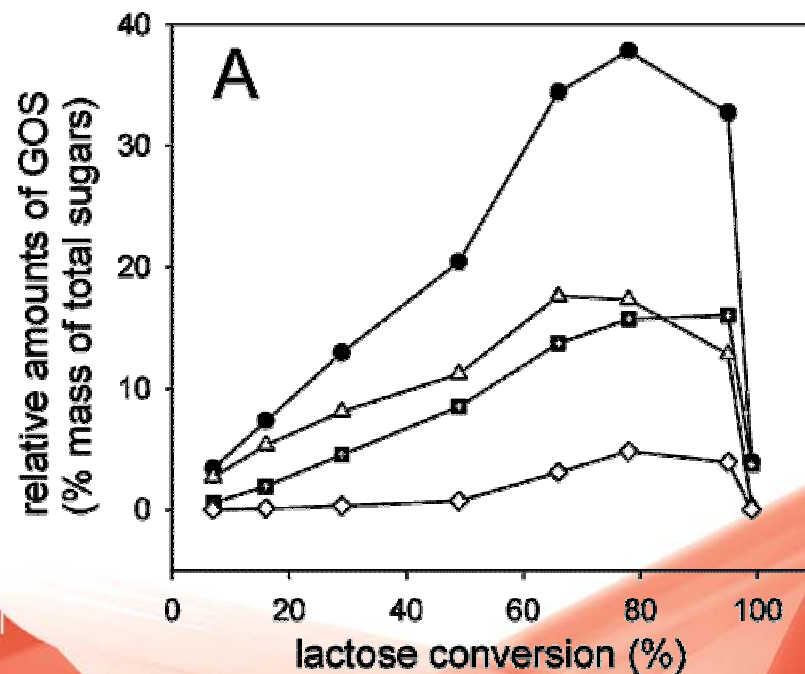 A
relative amounts of GOS
(% mass of total sugars)
40
30
20
10
0
0 20 40 60 80 100
lactose conversion (%)